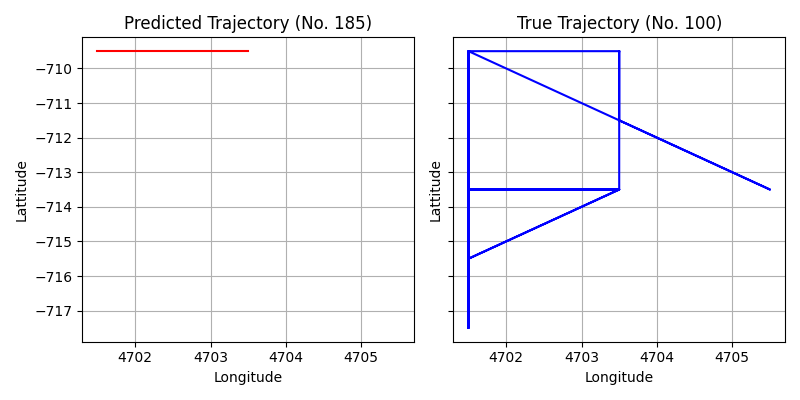 Predicted Trajectory (No. 185)
Lattitude
−710
−711
−712
−713
−714
−715
−716
−717
4702 4703 4704 4705
Longitude
True Trajectory (No. 100)
Lattitude
4702 4703 4704 4705
Longitude